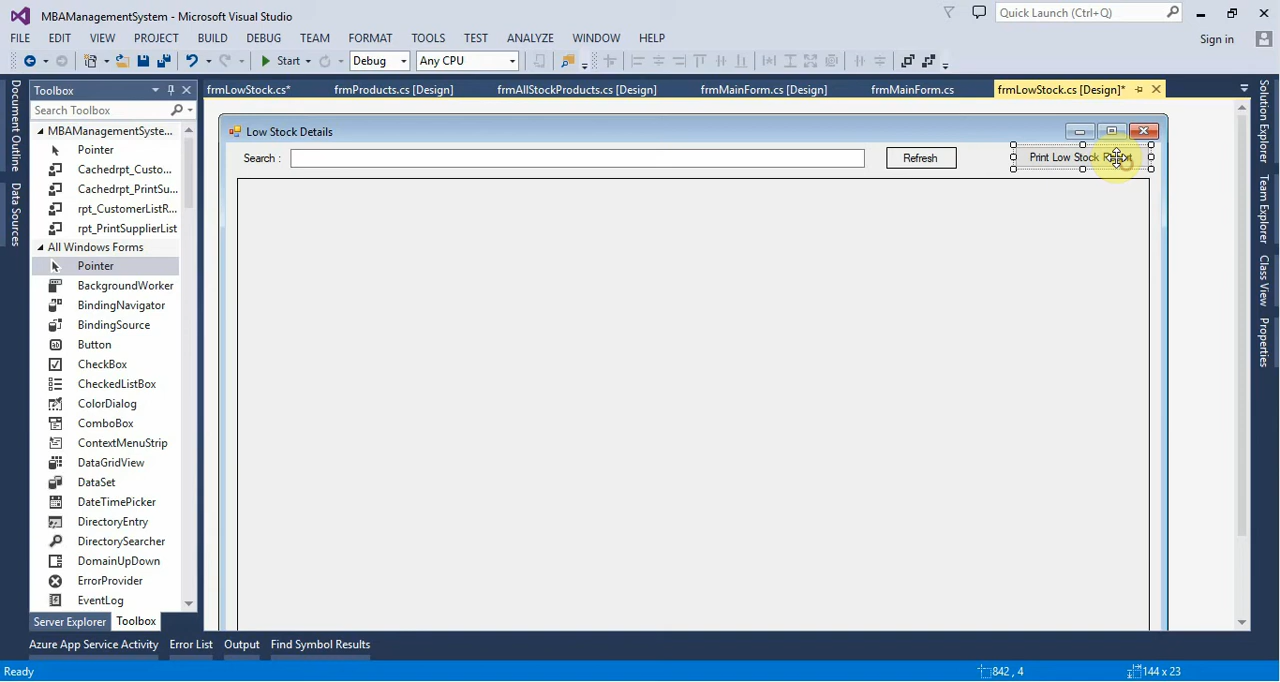 MBAManagementSystem - Microsoft Visual Studio
Quick Launch (Ctrl+Q)
FILE EDIT VIEW PROJECT BUILD DEBUG TEAM FORMAT TOOLS TEST ANALYZE WINDOW HELP
Sign in
Start Debug Any CPU
Toolbox
frmLowStock.cs* frmProducts.cs [Design] frmAllStockProducts.cs [Design] frmMainForm.cs [Design] frmMainForm.cs frmLowStock.cs [Design]*
Search Toolbox
Document Outline
Data Sources
MBAManagementSystem...
Pointer
Cachedrpt_Custo...
Cachedrpt_PrintSu...
rpt_CustomerListR...
rpt_PrintSupplierList
All Windows Forms
Pointer
BackgroundWorker
BindingNavigator
BindingSource
Button
CheckBox
CheckedListBox
ColorDialog
ComboBox
ContextMenuStrip
DataGridView
DataSet
DateTimePicker
DirectoryEntry
DirectorySearcher
DomainUpDown
ErrorProvider
EventLog
Server Explorer Toolbox
Low Stock Details
Search : Refresh Print Low Stock
Solution Explorer
Team Explorer
Class View
Properties
Azure App Service Activity Error List Output Find Symbol Results
Ready 842 , 4 144 x 23